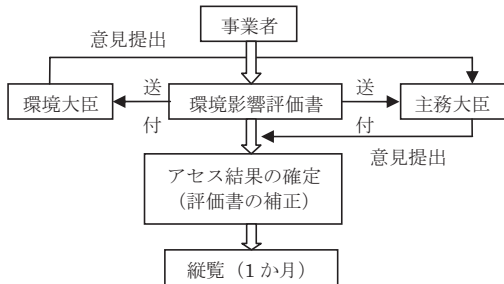 事業者
意見提出
環境大臣
送付
環境影響評価書
送付
主務大臣
意見提出
アセス結果の確定
（評価書の補正）
縦覧（1 か月）